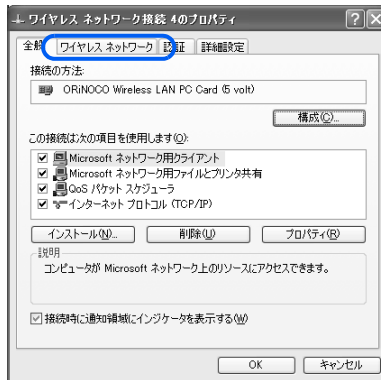 ワイヤレス ネットワーク接続 4のプロパティ
全般 ワイヤレス ネットワーク 認証 詳細設定
接続の方法:
ORiNOCO Wireless LAN PC Card (5 volt)
構成(C)...
この接続は次の項目を使用します(O):
Microsoft ネットワーク用クライアント
Microsoft ネットワーク用ファイルとプリンタ共有
QoS パケット スケジューラ
インターネット プロトコル (TCP/IP)
インストール(N)... 削除(U) プロパティ(R)
説明
コンピュータが Microsoft ネットワーク上のリソースにアクセスできます。
接続時に通知領域にインジケータを表示する(W)
OK キャンセル